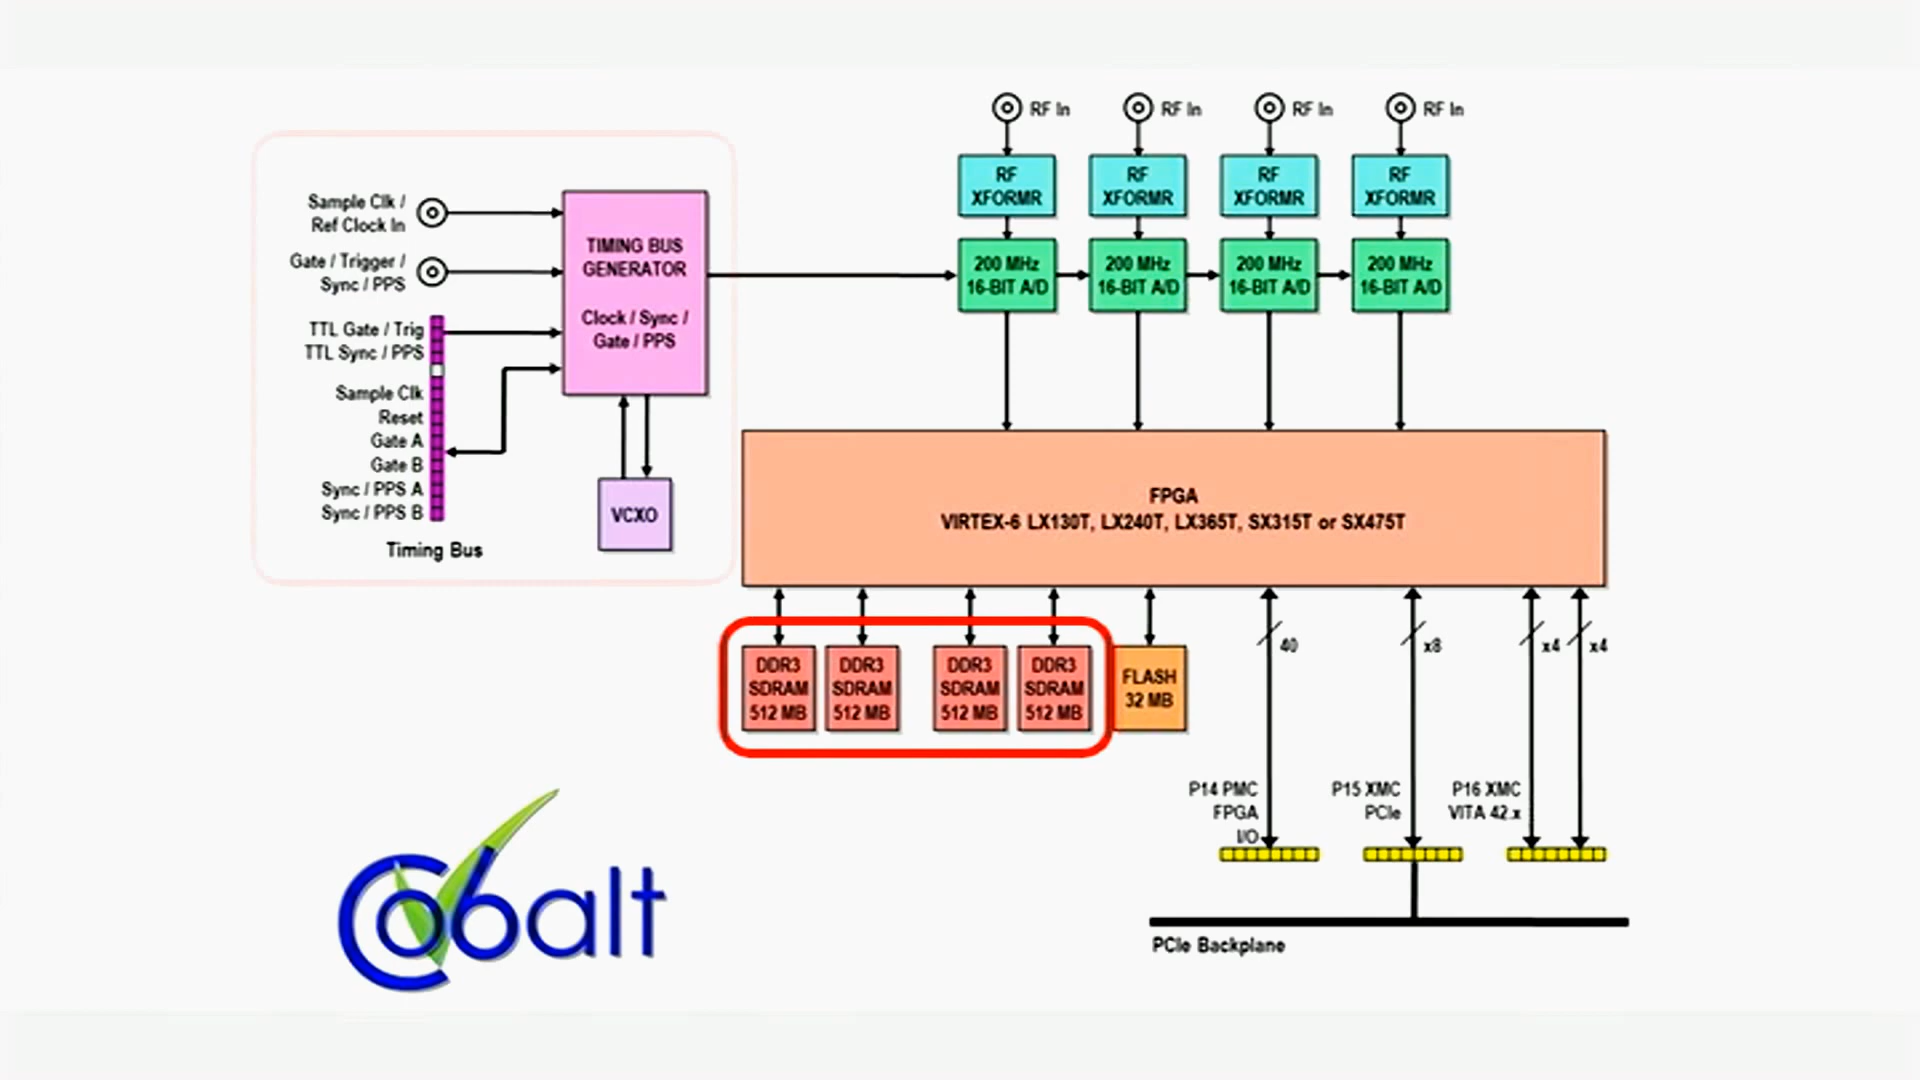 RF In
RF In
RF In
RF In
RF
XFORMR
RF
XFORMR
RF
XFORMR
RF
XFORMR
Sample Clk /
Ref Clock In
Gate / Trigger /
Sync / PPS
TTL Gate / Trig
TTL Sync / PPS
Sample Clk
Reset
Gate A
Gate B
Sync / PPS A
Sync / PPS B
Timing Bus
TIMING BUS
GENERATOR
Clock / Sync /
Gate / PPS
VCXO
200 MHz
16-BIT A/D
200 MHz
16-BIT A/D
200 MHz
16-BIT A/D
200 MHz
16-BIT A/D
FPGA
VIRTEX-6 LX130T, LX240T, LX365T, SX315T or SX475T
DDR3
SDRAM
512 MB
DDR3
SDRAM
512 MB
DDR3
SDRAM
512 MB
DDR3
SDRAM
512 MB
FLASH
32 MB
40
x8
x4
x4
P14 PMC
FPGA
I/O
P15 XMC
PCIe
P16 XMC
VITA 42.x
PCIe Backplane
Cobalt